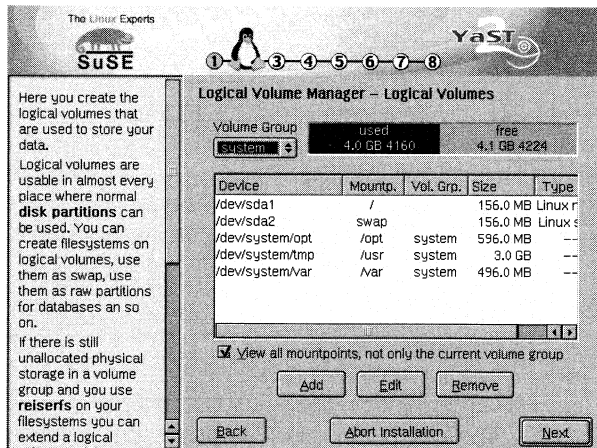 The Linux Experts
SuSE
1 3 4 5 6 7 8
YaST
2
Here you create the
logical volumes that
are used to store your
data.
Logical volumes are
usable in almost every
place where normal
disk partitions can
be used. You can
create filesystems on
logical volumes, use
them as swap, use
them as raw partitions
for databases an so
on.
If there is still
unallocated physical
storage in a volume
group and you use
reiserfs on your
filesystems you can
extend a logical
Logical Volume Manager – Logical Volumes
Volume Group
system
used
4.0 GB 4160
free
4.1 GB 4224
Device Mountp. Vol. Grp. Size Type
/dev/sda1 / 156.0 MB Linux n
/dev/sda2 swap 156.0 MB Linux s
/dev/system/opt /opt system 596.0 MB --
/dev/system/tmp /usr system 3.0 GB --
/dev/system/var /var system 496.0 MB --
View all mountpoints, not only the current volume group
Add Edit Remove
Back Abort Installation Next